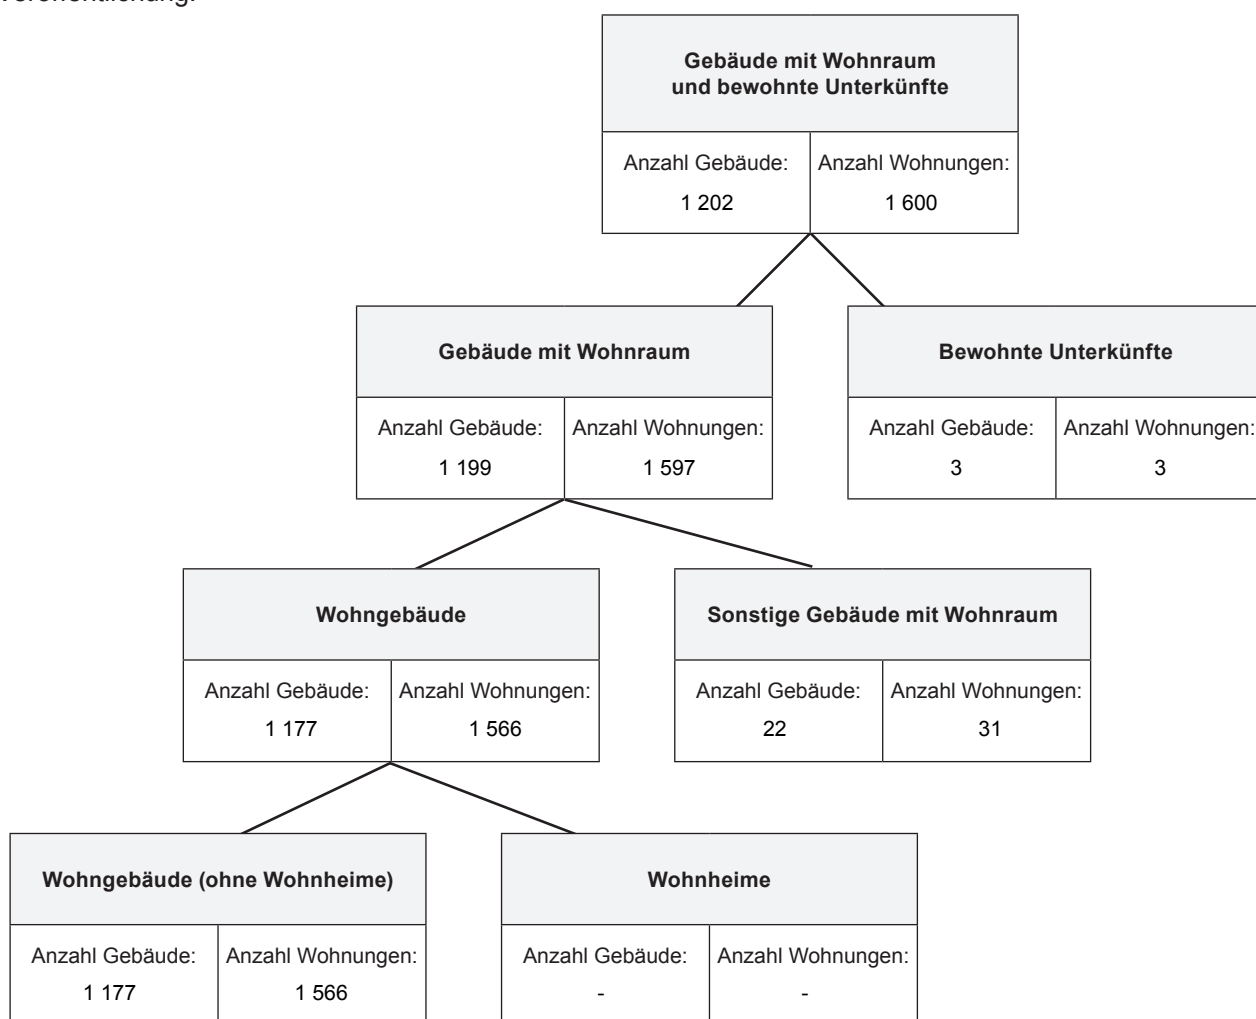 Veröffentlichung.
Gebäude mit Wohnraum
und bewohnte Unterkünfte
Anzahl Gebäude: Anzahl Wohnungen:
1 202 1 600
Gebäude mit Wohnraum Bewohnte Unterkünfte
Anzahl Gebäude: Anzahl Wohnungen: Anzahl Gebäude: Anzahl Wohnungen:
1 199 1 597 3 3
Wohngebäude Sonstige Gebäude mit Wohnraum
Anzahl Gebäude: Anzahl Wohnungen: Anzahl Gebäude: Anzahl Wohnungen:
1 177 1 566 22 31
Wohngebäude (ohne Wohnheime) Wohnheime
Anzahl Gebäude: Anzahl Wohnungen: Anzahl Gebäude: Anzahl Wohnungen:
1 177 1 566 - -